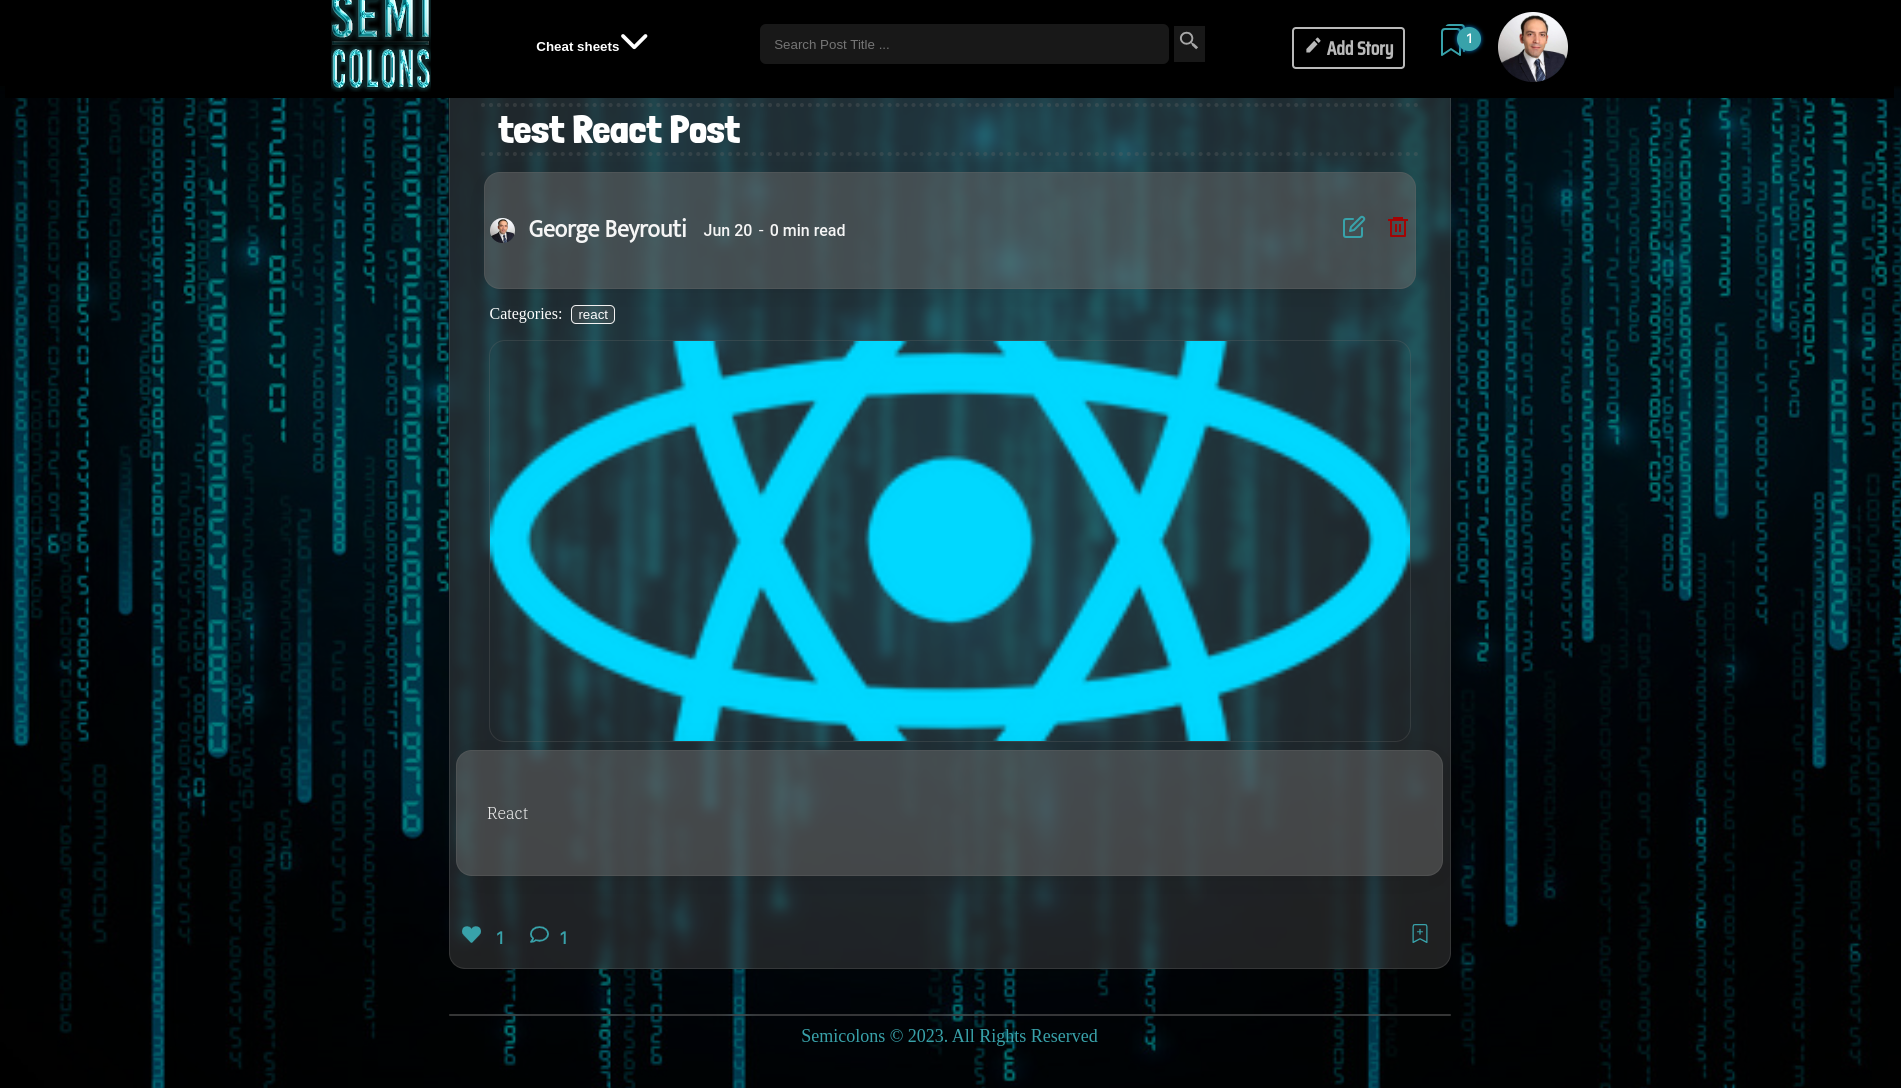 SEMI
COLONS
Cheat sheets
Search Post Title ...
Add Story
1
test React Post
George Beyrouti
Jun 20 - 0 min read
Categories: react
React
1
1
Semicolons © 2023. All Rights Reserved